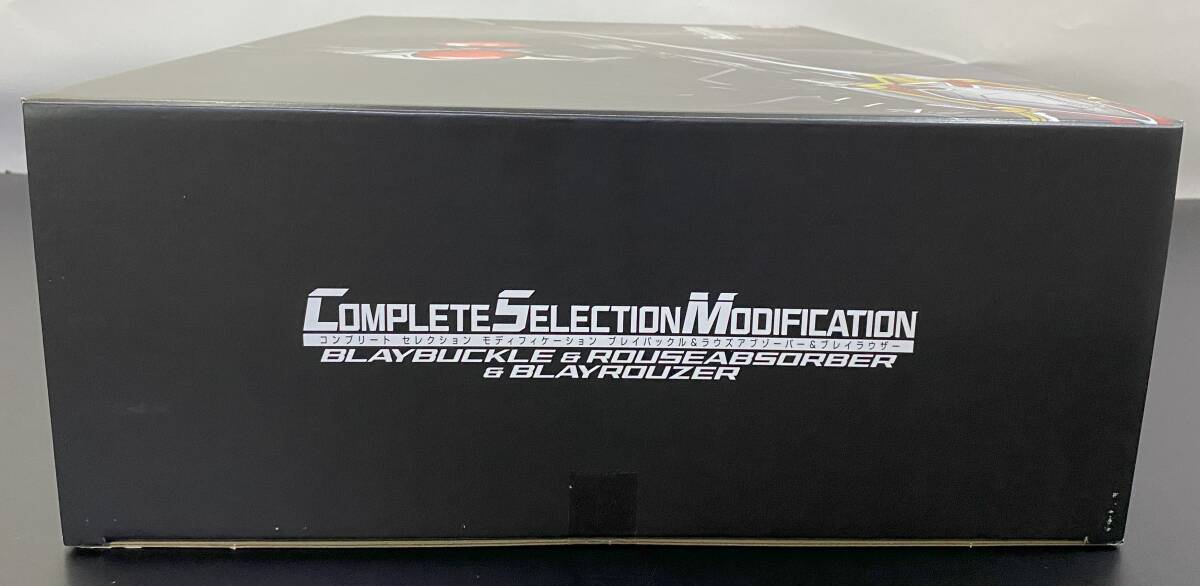 COMPLETE SELECTION MODIFICATION
コンプリート セレクション モディフィケーション ブレイバックル&ラウズアブソーバー&ブレイラウザー
BLAYBUCKLE & ROUSEABSORBER
& BLAYROUZER